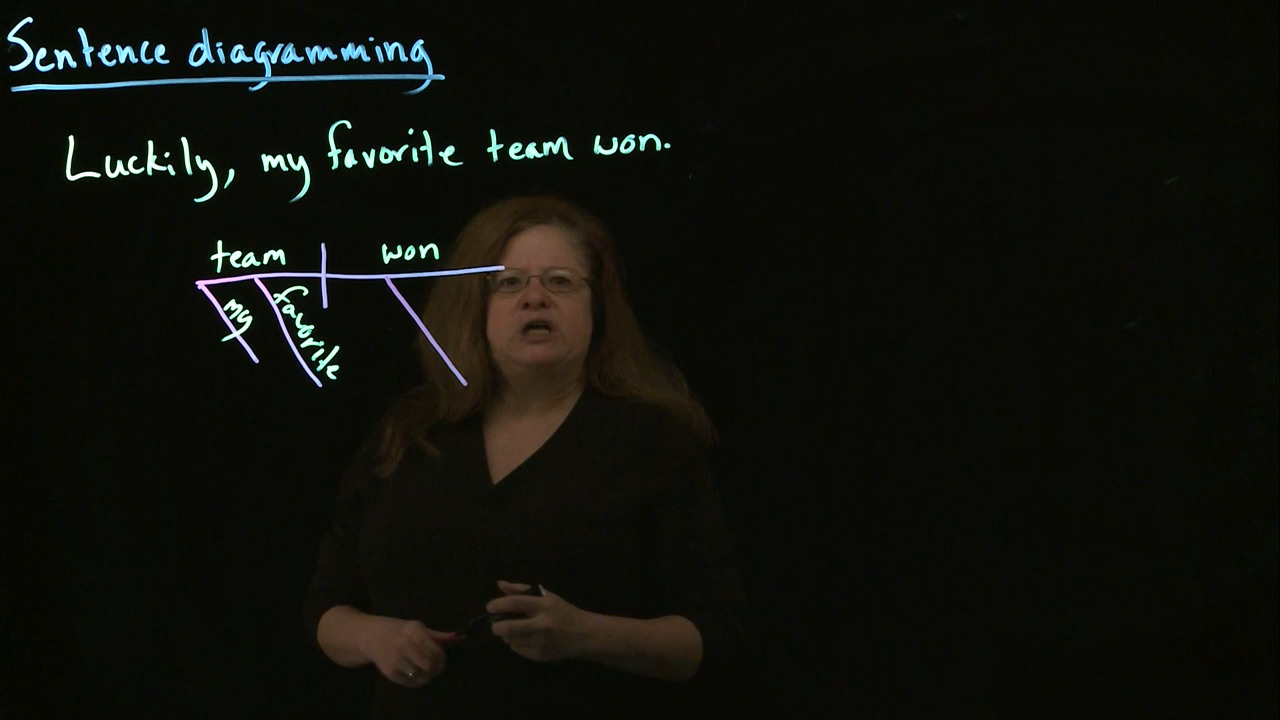 Sentence diagramming
Luckily, my favorite team won.
team won
my favorite